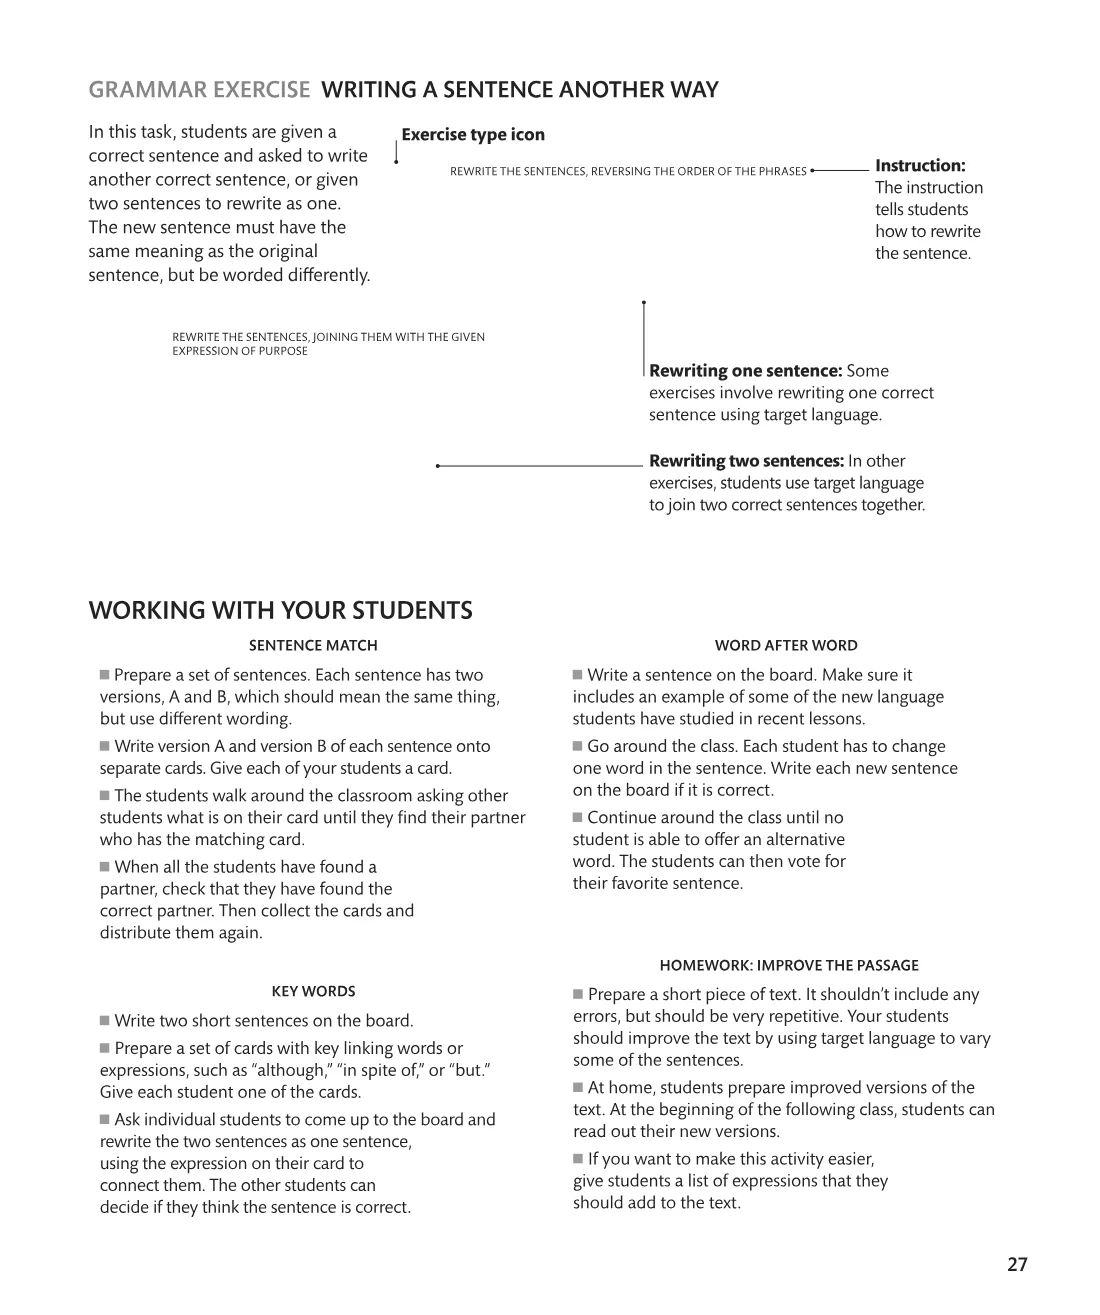 GRAMMAR EXERCISE WRITING A SENTENCE ANOTHER WAY
In this task, students are given a
correct sentence and asked to write
another correct sentence, or given
two sentences to rewrite as one.
The new sentence must have the
same meaning as the original
sentence, but be worded differently.
Exercise type icon
REWRITE THE SENTENCES, REVERSING THE ORDER OF THE PHRASES
Instruction:
The instruction
tells students
how to rewrite
the sentence.
REWRITE THE SENTENCES, JOINING THEM WITH THE GIVEN
EXPRESSION OF PURPOSE
Rewriting one sentence: Some
exercises involve rewriting one correct
sentence using target language.
Rewriting two sentences: In other
exercises, students use target language
to join two correct sentences together.
WORKING WITH YOUR STUDENTS
SENTENCE MATCH
■ Prepare a set of sentences. Each sentence has two
versions, A and B, which should mean the same thing,
but use different wording.
■ Write version A and version B of each sentence onto
separate cards. Give each of your students a card.
■ The students walk around the classroom asking other
students what is on their card until they find their partner
who has the matching card.
■ When all the students have found a
partner, check that they have found the
correct partner. Then collect the cards and
distribute them again.
KEY WORDS
■ Write two short sentences on the board.
■ Prepare a set of cards with key linking words or
expressions, such as “although,” “in spite of,” or “but.”
Give each student one of the cards.
■ Ask individual students to come up to the board and
rewrite the two sentences as one sentence,
using the expression on their card to
connect them. The other students can
decide if they think the sentence is correct.
WORD AFTER WORD
■ Write a sentence on the board. Make sure it
includes an example of some of the new language
students have studied in recent lessons.
■ Go around the class. Each student has to change
one word in the sentence. Write each new sentence
on the board if it is correct.
■ Continue around the class until no
student is able to offer an alternative
word. The students can then vote for
their favorite sentence.
HOMEWORK: IMPROVE THE PASSAGE
■ Prepare a short piece of text. It shouldn’t include any
errors, but should be very repetitive. Your students
should improve the text by using target language to vary
some of the sentences.
■ At home, students prepare improved versions of the
text. At the beginning of the following class, students can
read out their new versions.
■ If you want to make this activity easier,
give students a list of expressions that they
should add to the text.
27